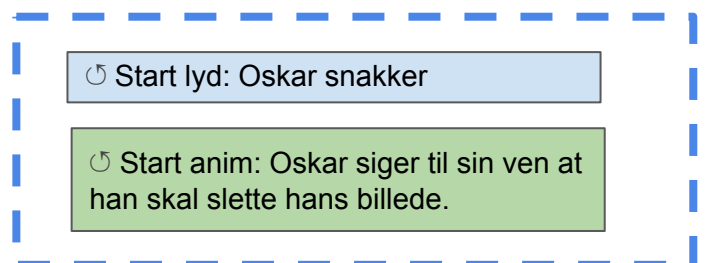 ↺ Start lyd: Oskar snakker
↺ Start anim: Oskar siger til sin ven at
han skal slette hans billede.